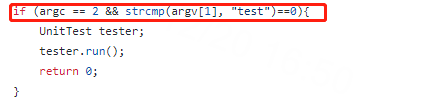 if (argc == 2 && strcmp(argv[1], "test")==0){
    UnitTest tester;
    tester.run();
    return 0;
}